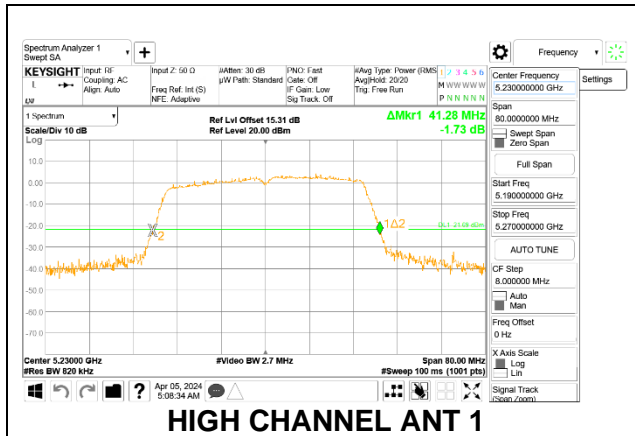 Spectrum Analyzer 1
Swept SA
Frequency
KEYSIGHT
Input: RF
Coupling: AC
Align: Auto
Input Z: 50 Ω
Freq Ref: Int (S)
NFE: Adaptive
#Atten: 30 dB
µW Path: Standard
PNO: Fast
Gate: Off
IF Gain: Low
Sig Track: Off
#Avg Type: Power (RMS
Avg|Hold: 20/20
Trig: Free Run
1 2 3 4 5 6
M W W W W W
P N N N N N
Center Frequency
5.230000000 GHz
Settings
Span
80.0000000 MHz
Swept Span
Zero Span
Full Span
Start Freq
5.190000000 GHz
Stop Freq
5.270000000 GHz
AUTO TUNE
CF Step
8.000000 MHz
Auto
Man
Freq Offset
0 Hz
X Axis Scale
Log
Lin
Signal Track
(Span Zoom)
1 Spectrum
Scale/Div 10 dB
Log
Ref Lvl Offset 15.31 dB
Ref Level 20.00 dBm
ΔMkr1 41.28 MHz
-1.73 dB
10.0
0.00
-10.0
-20.0
-30.0
-40.0
-50.0
-60.0
-70.0
X2
1Δ2
Center 5.23000 GHz
#Res BW 820 kHz
#Video BW 2.7 MHz
Span 80.00 MHz
#Sweep 100 ms (1001 pts)
Apr 05, 2024
5:08:34 AM
HIGH CHANNEL ANT 1